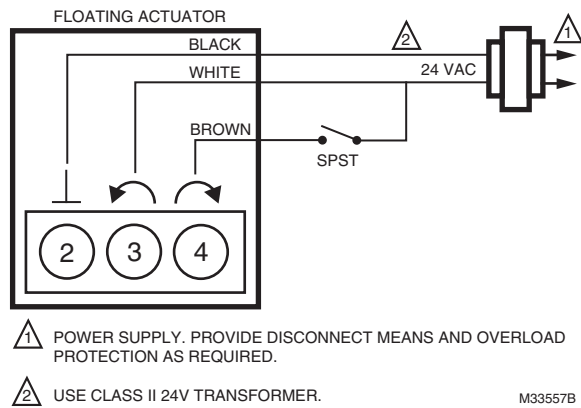 FLOATING ACTUATOR
BLACK
2
1
WHITE
24 VAC
BROWN
SPST
2 3 4
1 POWER SUPPLY. PROVIDE DISCONNECT MEANS AND OVERLOAD
PROTECTION AS REQUIRED.
2 USE CLASS II 24V TRANSFORMER.
M33557B